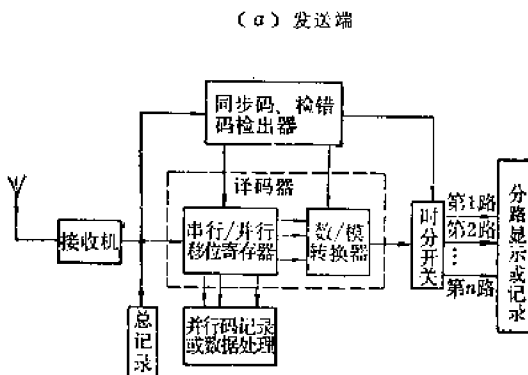 （a）发送端
同步码、检错
码检出器
译码器
接收机
串行/并行
移位寄存器
数/模
转换器
时分开关
第1路
第2路
⋮
第n路
分路显示或记录
总记录
并行码记录
或数据处理